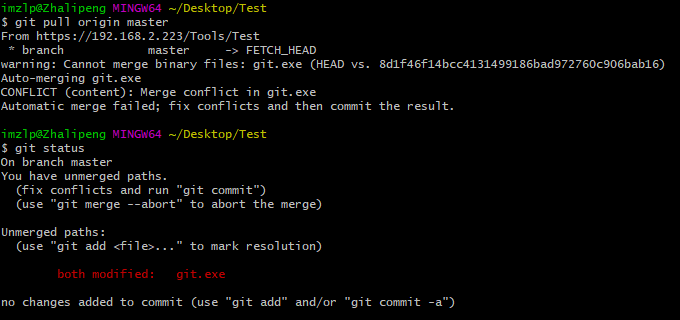 imzlp@Zhalipeng MINGW64 ~/Desktop/Test
$ git pull origin master
From https://192.168.2.223/Tools/Test
 * branch            master     -> FETCH_HEAD
warning: Cannot merge binary files: git.exe (HEAD vs. 8d1f46f14bcc4131499186bad972760c906bab16)
Auto-merging git.exe
CONFLICT (content): Merge conflict in git.exe
Automatic merge failed; fix conflicts and then commit the result.
imzlp@Zhalipeng MINGW64 ~/Desktop/Test
$ git status
On branch master
You have unmerged paths.
  (fix conflicts and run "git commit")
  (use "git merge --abort" to abort the merge)
Unmerged paths:
  (use "git add <file>..." to mark resolution)
        both modified:   git.exe
no changes added to commit (use "git add" and/or "git commit -a")